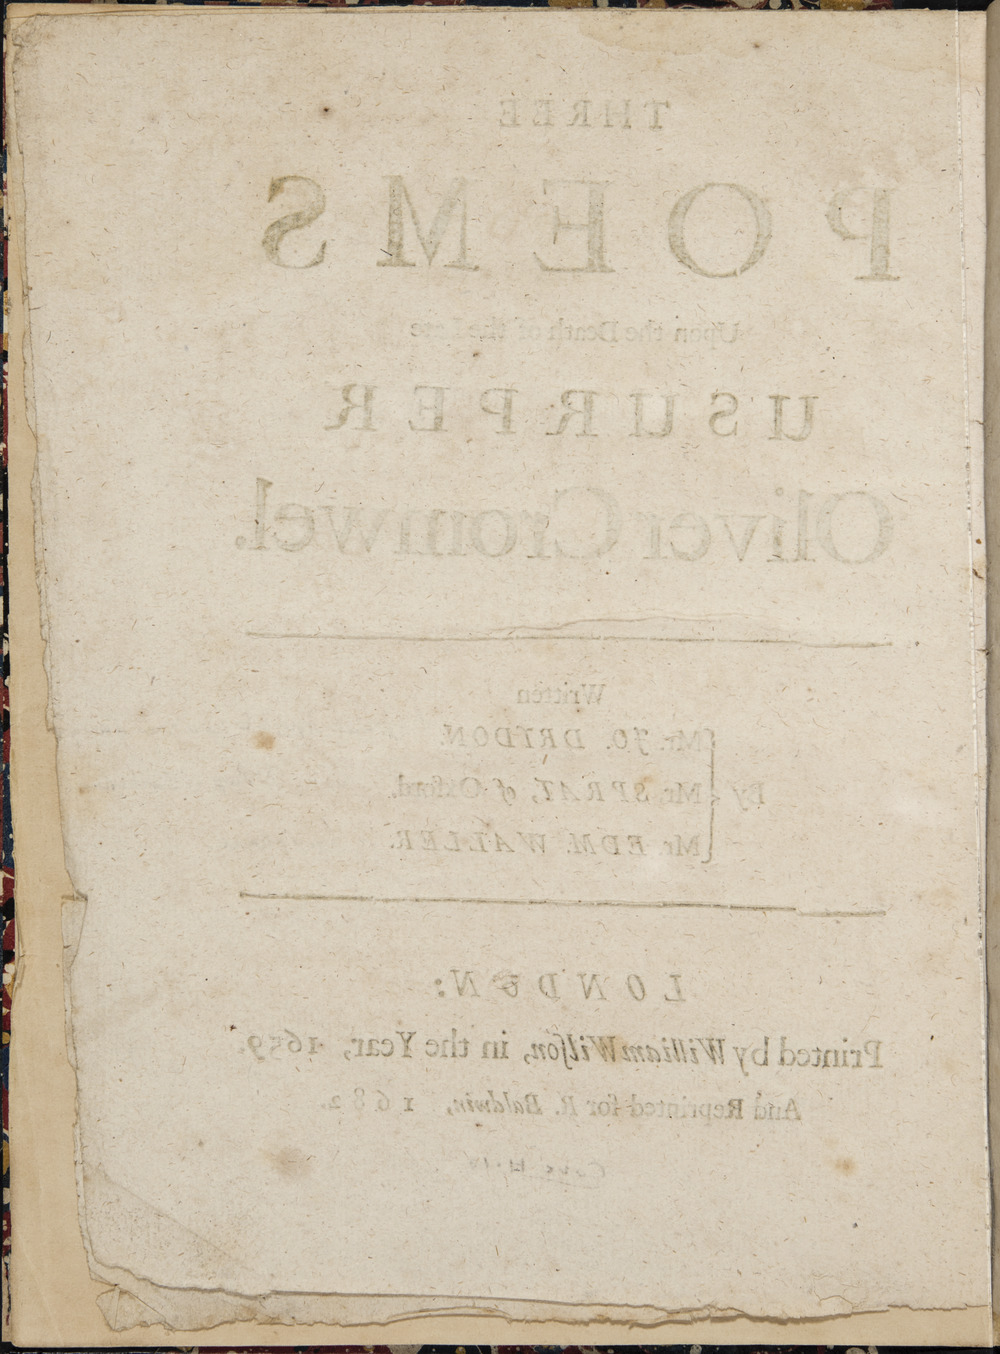 THREE
POEMS
Upon the Death of the Late
USURPER
Oliver Cromwel.
Written
By
Mr. JO. DRYDON.
Mr. SPRAT, of Oxford.
Mr. EDM. WALLER.
LONDON:
Printed by William Wilſon, in the Year, 1659.
And Reprinted for R. Baldwin, 1682.